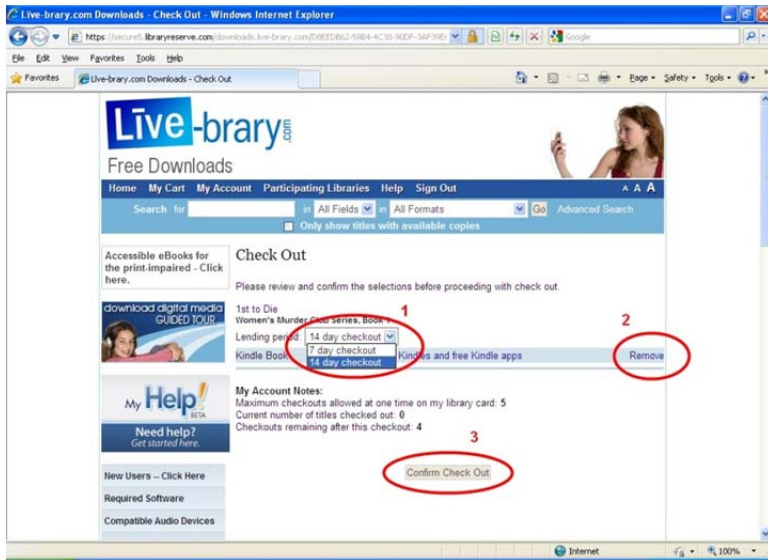 Live-brary.com Downloads - Check Out - Windows Internet Explorer
https://secure5.libraryreserve.com/downloads.live-brary.com/
Google
File Edit View Favorites Tools Help
Favorites
Live-brary.com Downloads - Check Out
Page Safety Tools
Līve-brary.com
Free Downloads
Home My Cart My Account Participating Libraries Help Sign Out A A A
Search for in All Fields in All Formats Go Advanced Search
Only show titles with available copies
Accessible eBooks for
the print-impaired - Click
here.
download digital media
GUIDED TOUR
My Help!
BETA
Need help?
Get started here.
New Users -- Click Here
Required Software
Compatible Audio Devices
Check Out
Please review and confirm the selections before proceeding with check out.
1st to Die
1
Women's Murder Club Series, Book 1
2
Lending period: 14 day checkout
7 day checkout
14 day checkout
Kindle Book Kindles and free Kindle apps Remove
My Account Notes:
Maximum checkouts allowed at one time on my library card: 5
Current number of titles checked out: 0
Checkouts remaining after this checkout: 4
3
Confirm Check Out
Internet 100%